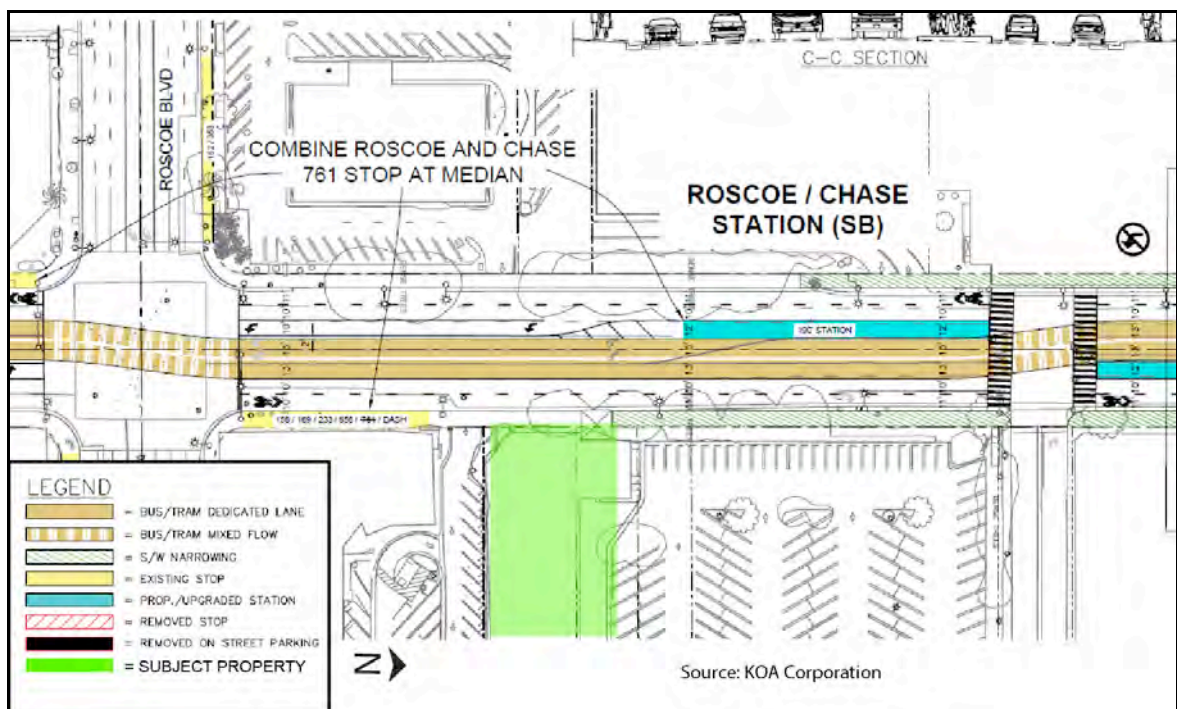 C-C SECTION
ROSCOE BLVD
COMBINE ROSCOE AND CHASE
761 STOP AT MEDIAN
ROSCOE / CHASE
STATION (SB)
100' STATION
LEGEND
= BUS/TRAM DEDICATED LANE
= BUS/TRAM MIXED FLOW
= S/W NARROWING
= EXISTING STOP
= PROP./UPGRADED STATION
= REMOVED STOP
= REMOVED ON STREET PARKING
= SUBJECT PROPERTY
N
Source: KOA Corporation